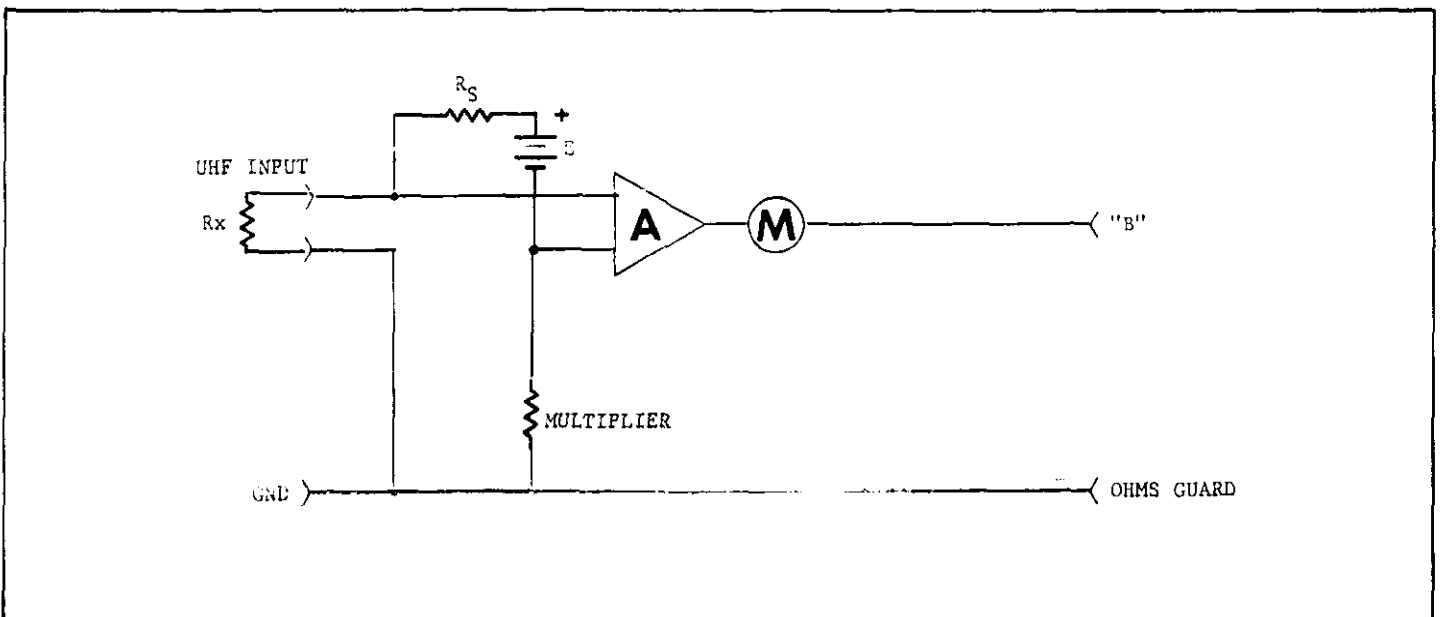 RS
+
UHF INPUT
Rx
A
M
"B"
MULTIPLIER
GND
OHMS GUARD